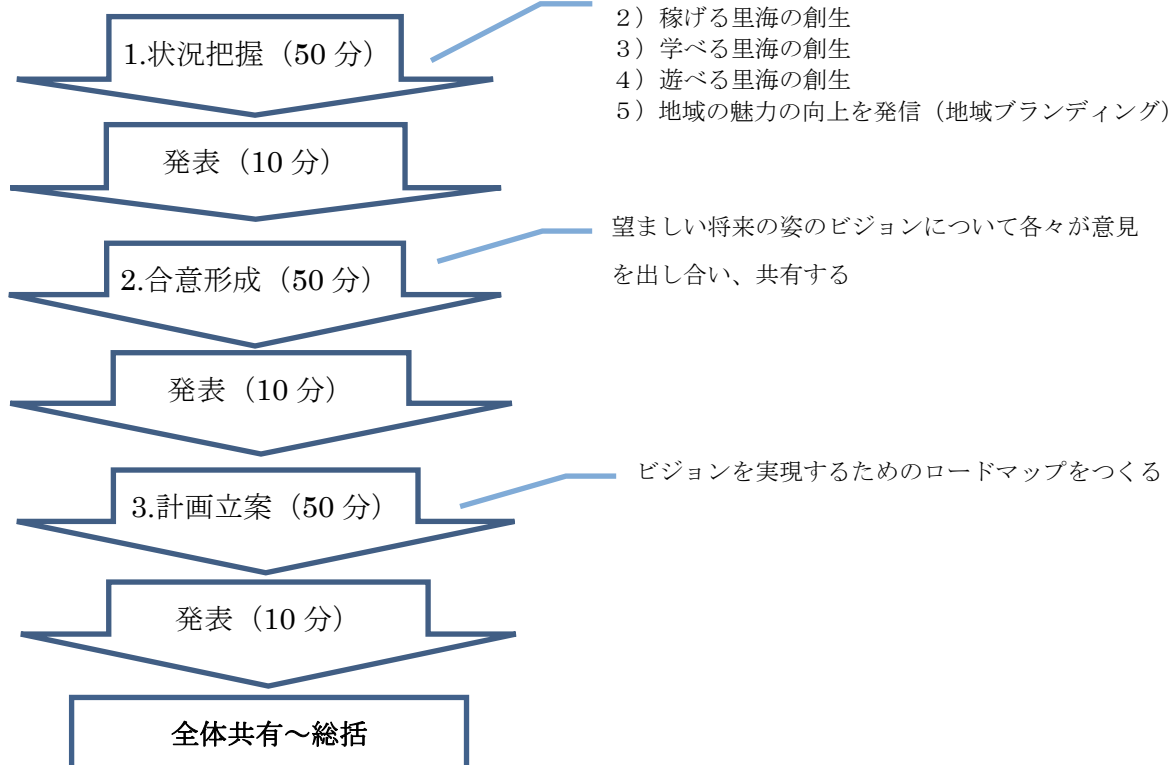 ２）稼げる里海の創生
1.状況把握（50 分）
３）学べる里海の創生
４）遊べる里海の創生
５）地域の魅力の向上を発信（地域ブランディング）
発表（10 分）
望ましい将来の姿のビジョンについて各々が意見
を出し合い、共有する
2.合意形成（50 分）
発表（10 分）
ビジョンを実現するためのロードマップをつくる
3.計画立案（50 分）
発表（10 分）
全体共有～総括